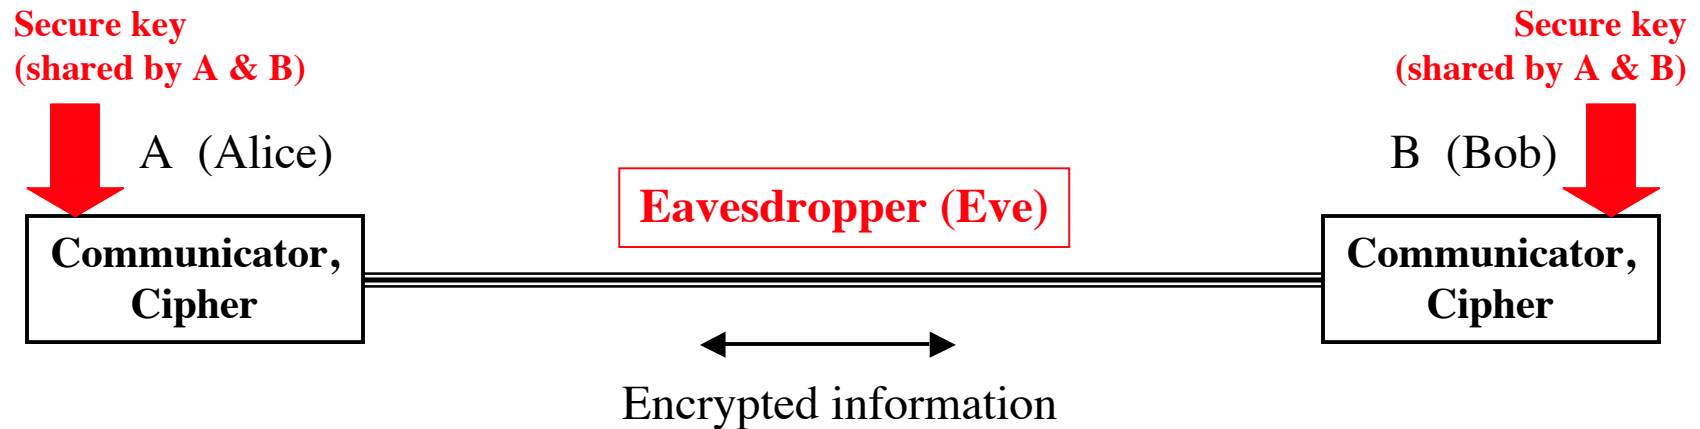 Secure key
(shared by A & B)
Secure key
(shared by A & B)
A (Alice)
B (Bob)
Eavesdropper (Eve)
Communicator,
Cipher
Communicator,
Cipher
Encrypted information